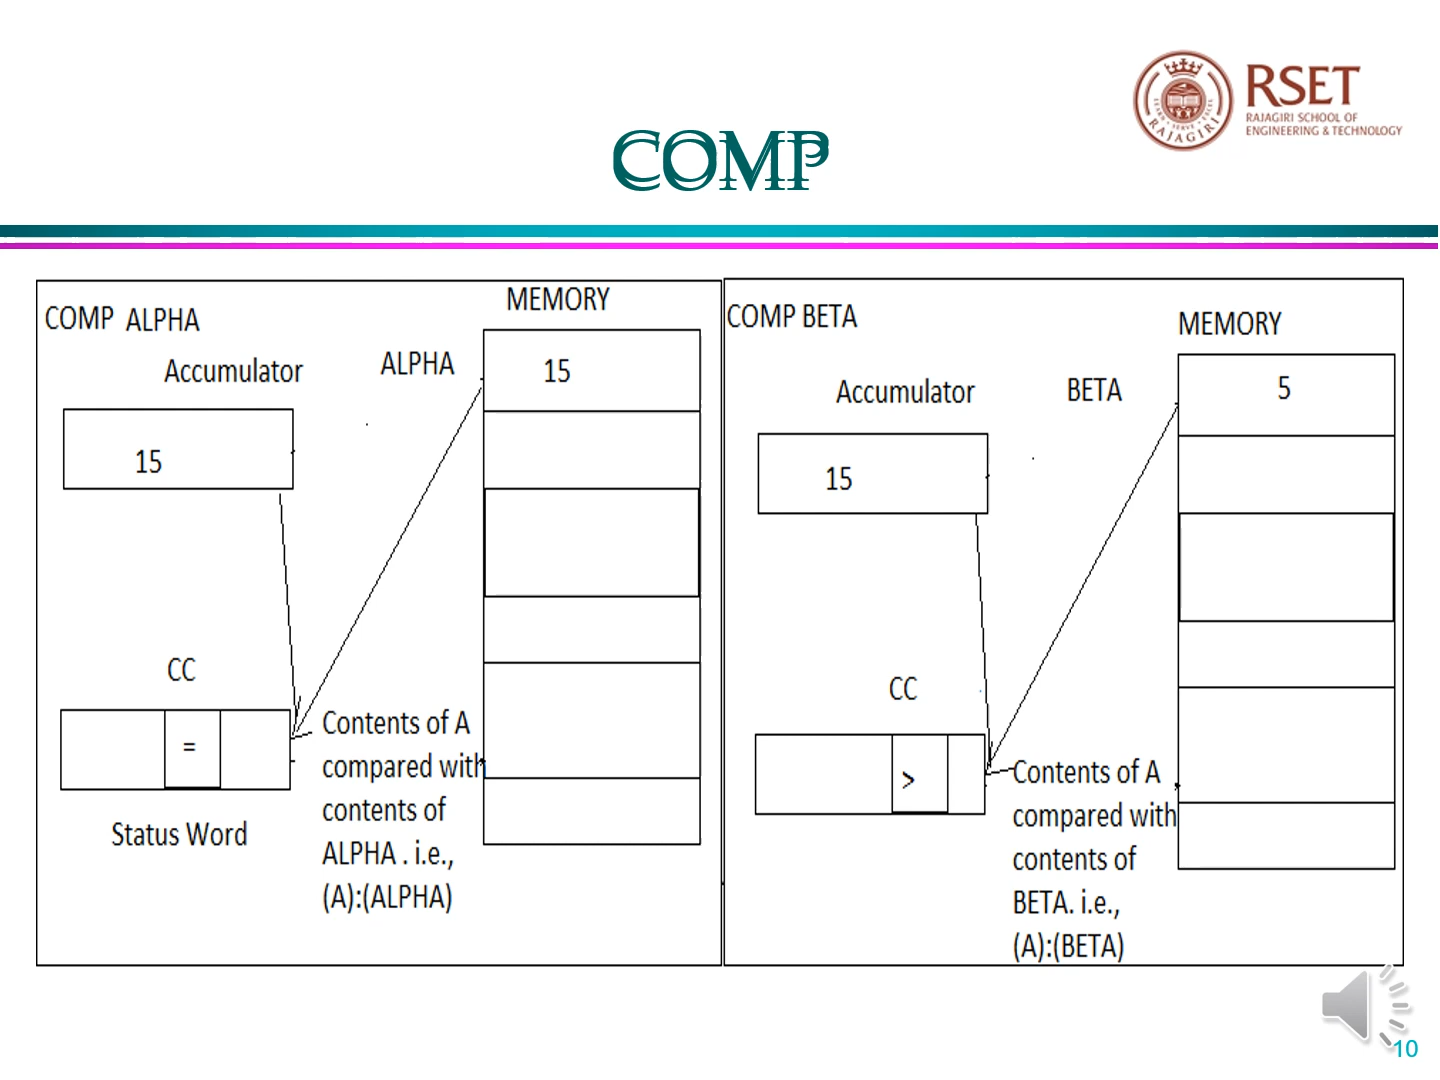 RSET
RAJAGIRI SCHOOL OF
ENGINEERING & TECHNOLOGY
RAJAGIRI
COMP
COMP ALPHA
MEMORY
Accumulator
ALPHA
15
15
CC
=
Status Word
Contents of A
compared with
contents of
ALPHA . i.e.,
(A):(ALPHA)
COMP BETA
MEMORY
Accumulator
BETA
5
15
CC
>
Contents of A
compared with
contents of
BETA. i.e.,
(A):(BETA)
10